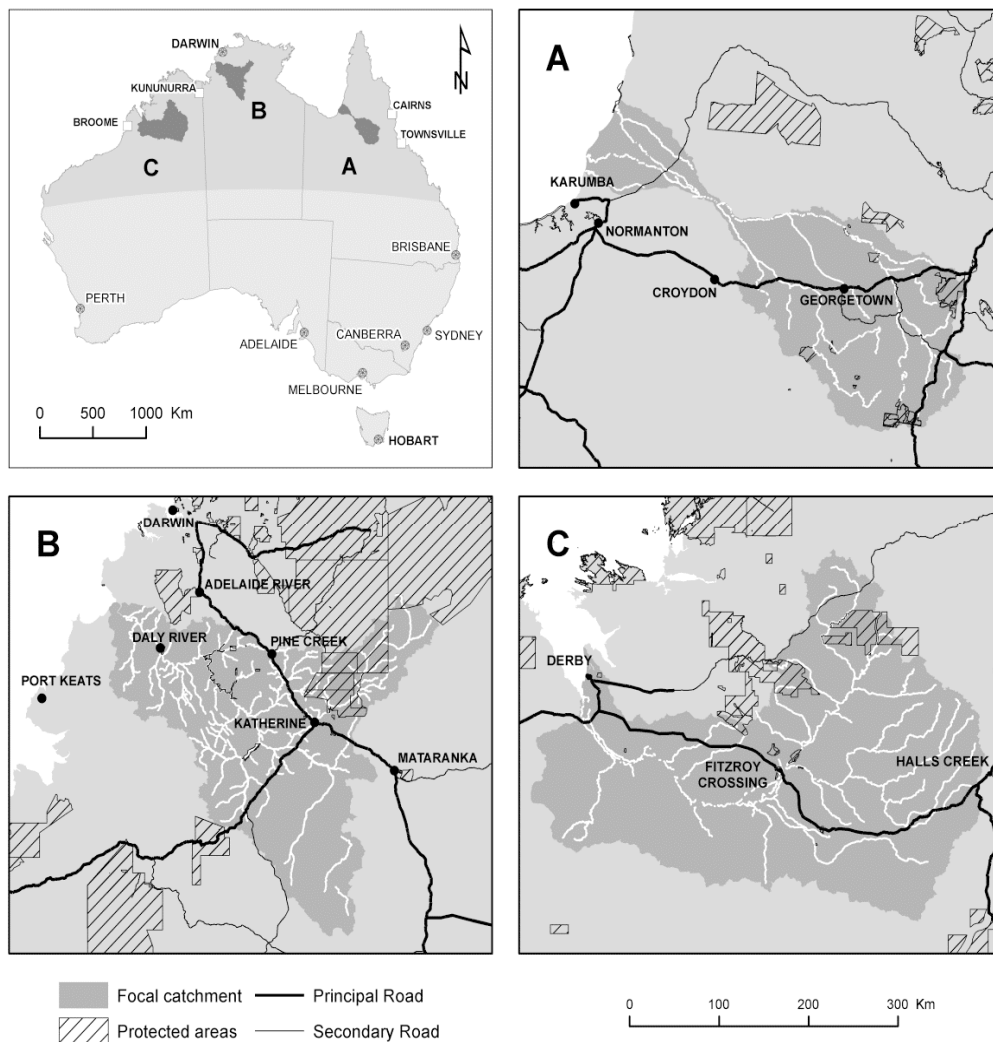 DARWIN
N
KUNUNURRA
B
CAIRNS
BROOME
TOWNSVILLE
C
A
BRISBANE
PERTH
SYDNEY
CANBERRA
ADELAIDE
MELBOURNE
0 500 1000 Km
HOBART
A
KARUMBA
NORMANTON
CROYDON
GEORGETOWN
B
DARWIN
ADELAIDE RIVER
DALY RIVER
PINE CREEK
PORT KEATS
KATHERINE
MATARANKA
C
DERBY
FITZROY
CROSSING
HALLS CREEK
Focal catchment
Principal Road
Protected areas
Secondary Road
0 100 200 300 Km